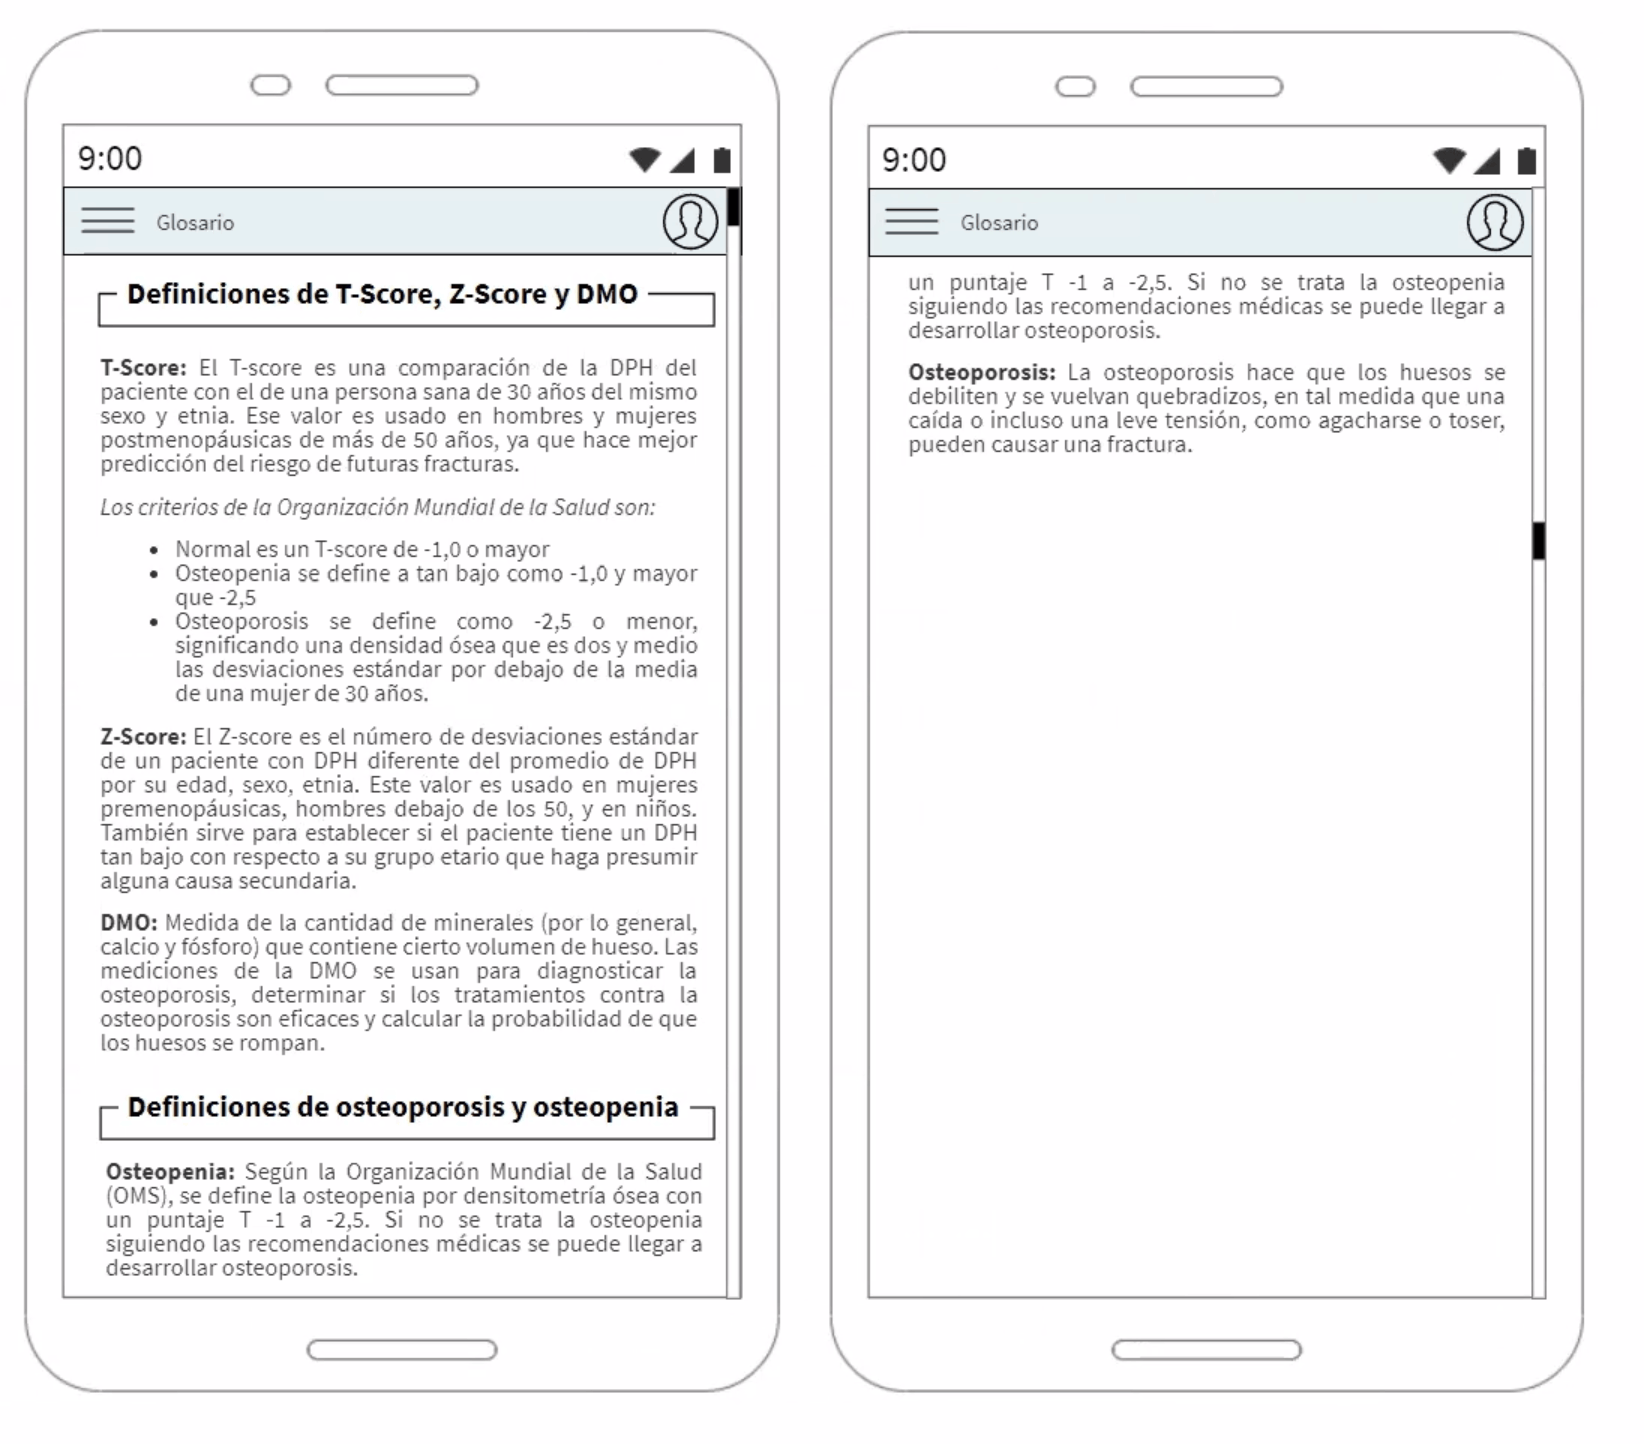 9:00
Glosario
Definiciones de T-Score, Z-Score y DMO
T-Score: El T-score es una comparación de la DPH del
paciente con el de una persona sana de 30 años del mismo
sexo y etnia. Ese valor es usado en hombres y mujeres
postmenopáusicas de más de 50 años, ya que hace mejor
predicción del riesgo de futuras fracturas.
Los criterios de la Organización Mundial de la Salud son:
• Normal es un T-score de -1,0 o mayor
• Osteopenia se define a tan bajo como -1,0 y mayor
que -2,5
• Osteoporosis se define como -2,5 o menor,
significando una densidad ósea que es dos y medio
las desviaciones estándar por debajo de la media
de una mujer de 30 años.
Z-Score: El Z-score es el número de desviaciones estándar
de un paciente con DPH diferente del promedio de DPH
por su edad, sexo, etnia. Este valor es usado en mujeres
premenopáusicas, hombres debajo de los 50, y en niños.
También sirve para establecer si el paciente tiene un DPH
tan bajo con respecto a su grupo etario que haga presumir
alguna causa secundaria.
DMO: Medida de la cantidad de minerales (por lo general,
calcio y fósforo) que contiene cierto volumen de hueso. Las
mediciones de la DMO se usan para diagnosticar la
osteoporosis, determinar si los tratamientos contra la
osteoporosis son eficaces y calcular la probabilidad de que
los huesos se rompan.
Definiciones de osteoporosis y osteopenia
Osteopenia: Según la Organización Mundial de la Salud
(OMS), se define la osteopenia por densitometría ósea con
un puntaje T -1 a -2,5. Si no se trata la osteopenia
siguiendo las recomendaciones médicas se puede llegar a
desarrollar osteoporosis.
9:00
Glosario
un puntaje T -1 a -2,5. Si no se trata la osteopenia
siguiendo las recomendaciones médicas se puede llegar a
desarrollar osteoporosis.
Osteoporosis: La osteoporosis hace que los huesos se
debiliten y se vuelvan quebradizos, en tal medida que una
caída o incluso una leve tensión, como agacharse o toser,
pueden causar una fractura.